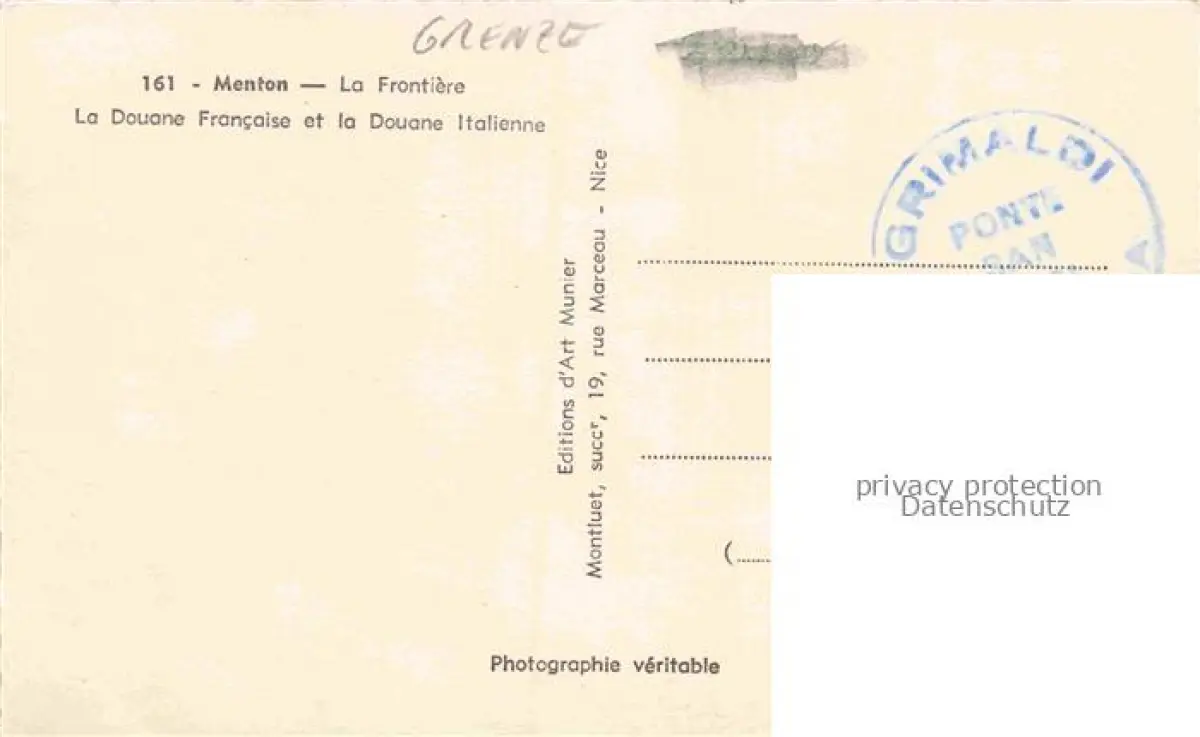 GRENZE
161 - Menton — La Frontière
La Douane Française et la Douane Italienne
Editions d'Art Munier
Montluet, succr, 19, rue Marceau - Nice
GRIMALDI
PONTE
privacy protection
Datenschutz
(
Photographie véritable